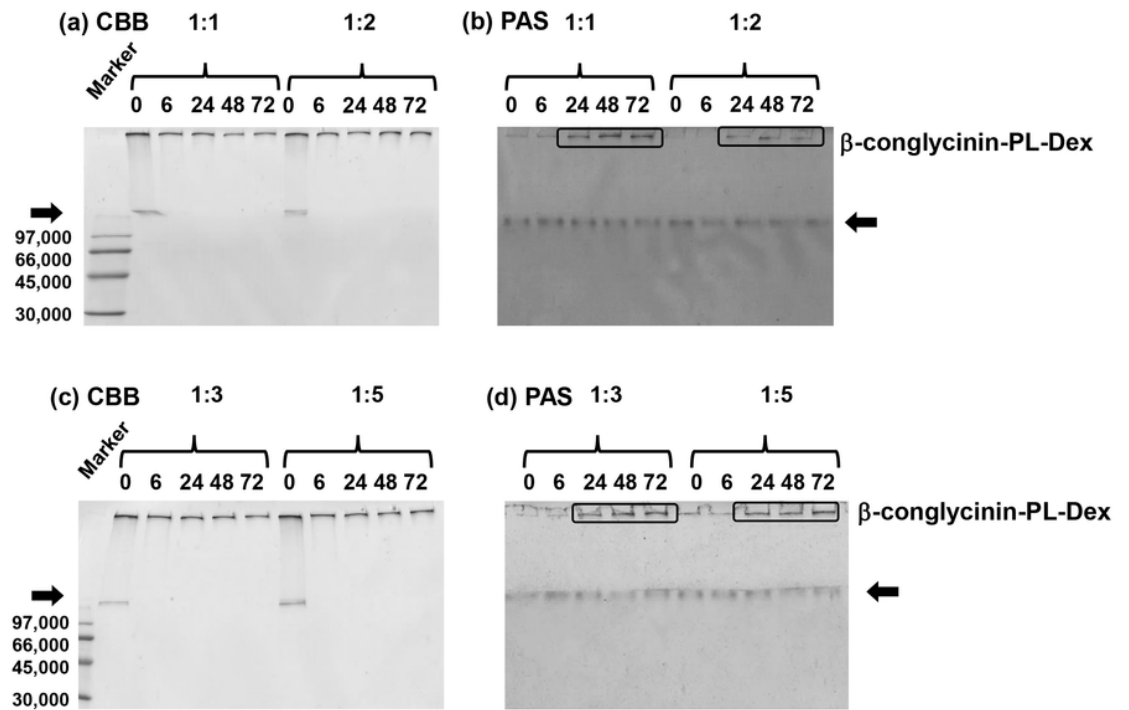 (a) CBB 1:1 1:2
Marker
0 6 24 48 72 0 6 24 48 72
97,000
66,000
45,000
30,000
(b) PAS 1:1 1:2
0 6 24 48 72 0 6 24 48 72
β-conglycinin-PL-Dex
(c) CBB 1:3 1:5
Marker
0 6 24 48 72 0 6 24 48 72
97,000
66,000
45,000
30,000
(d) PAS 1:3 1:5
0 6 24 48 72 0 6 24 48 72
β-conglycinin-PL-Dex